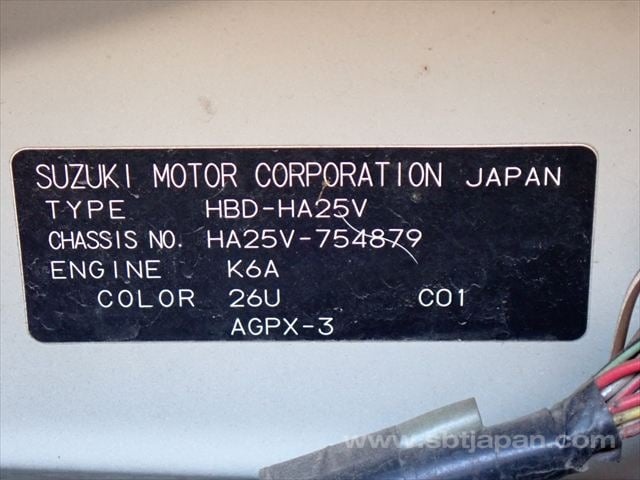 SUZUKI MOTOR CORPORATION JAPAN
TYPE HBD-HA25V
CHASSIS NO. HA25V-754879
ENGINE K6A
COLOR 26U C01
AGPX-3
www.sbtjapan.com